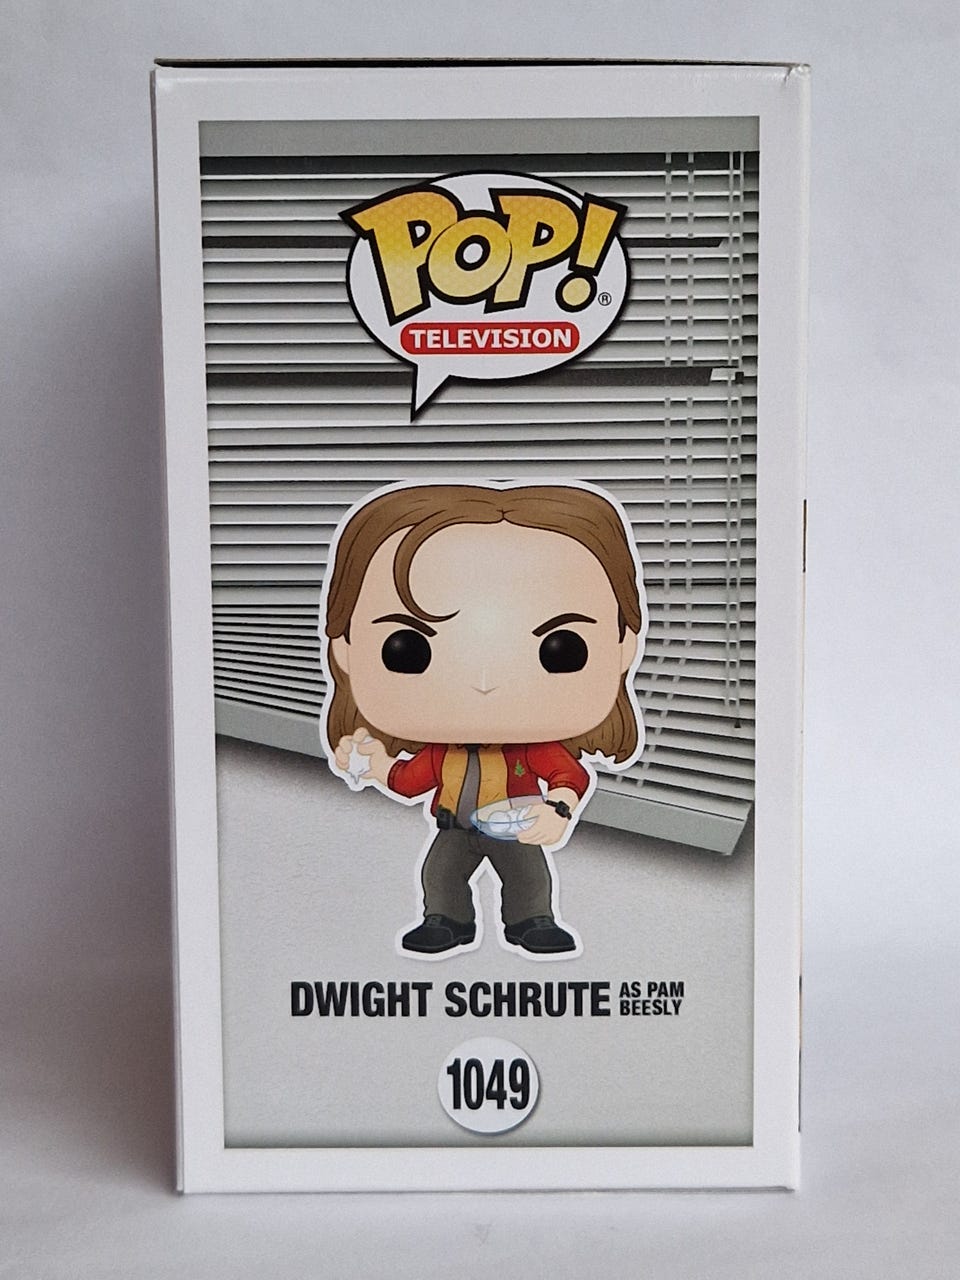 POP!®
TELEVISION
DWIGHT SCHRUTE AS PAM
BEESLY
1049